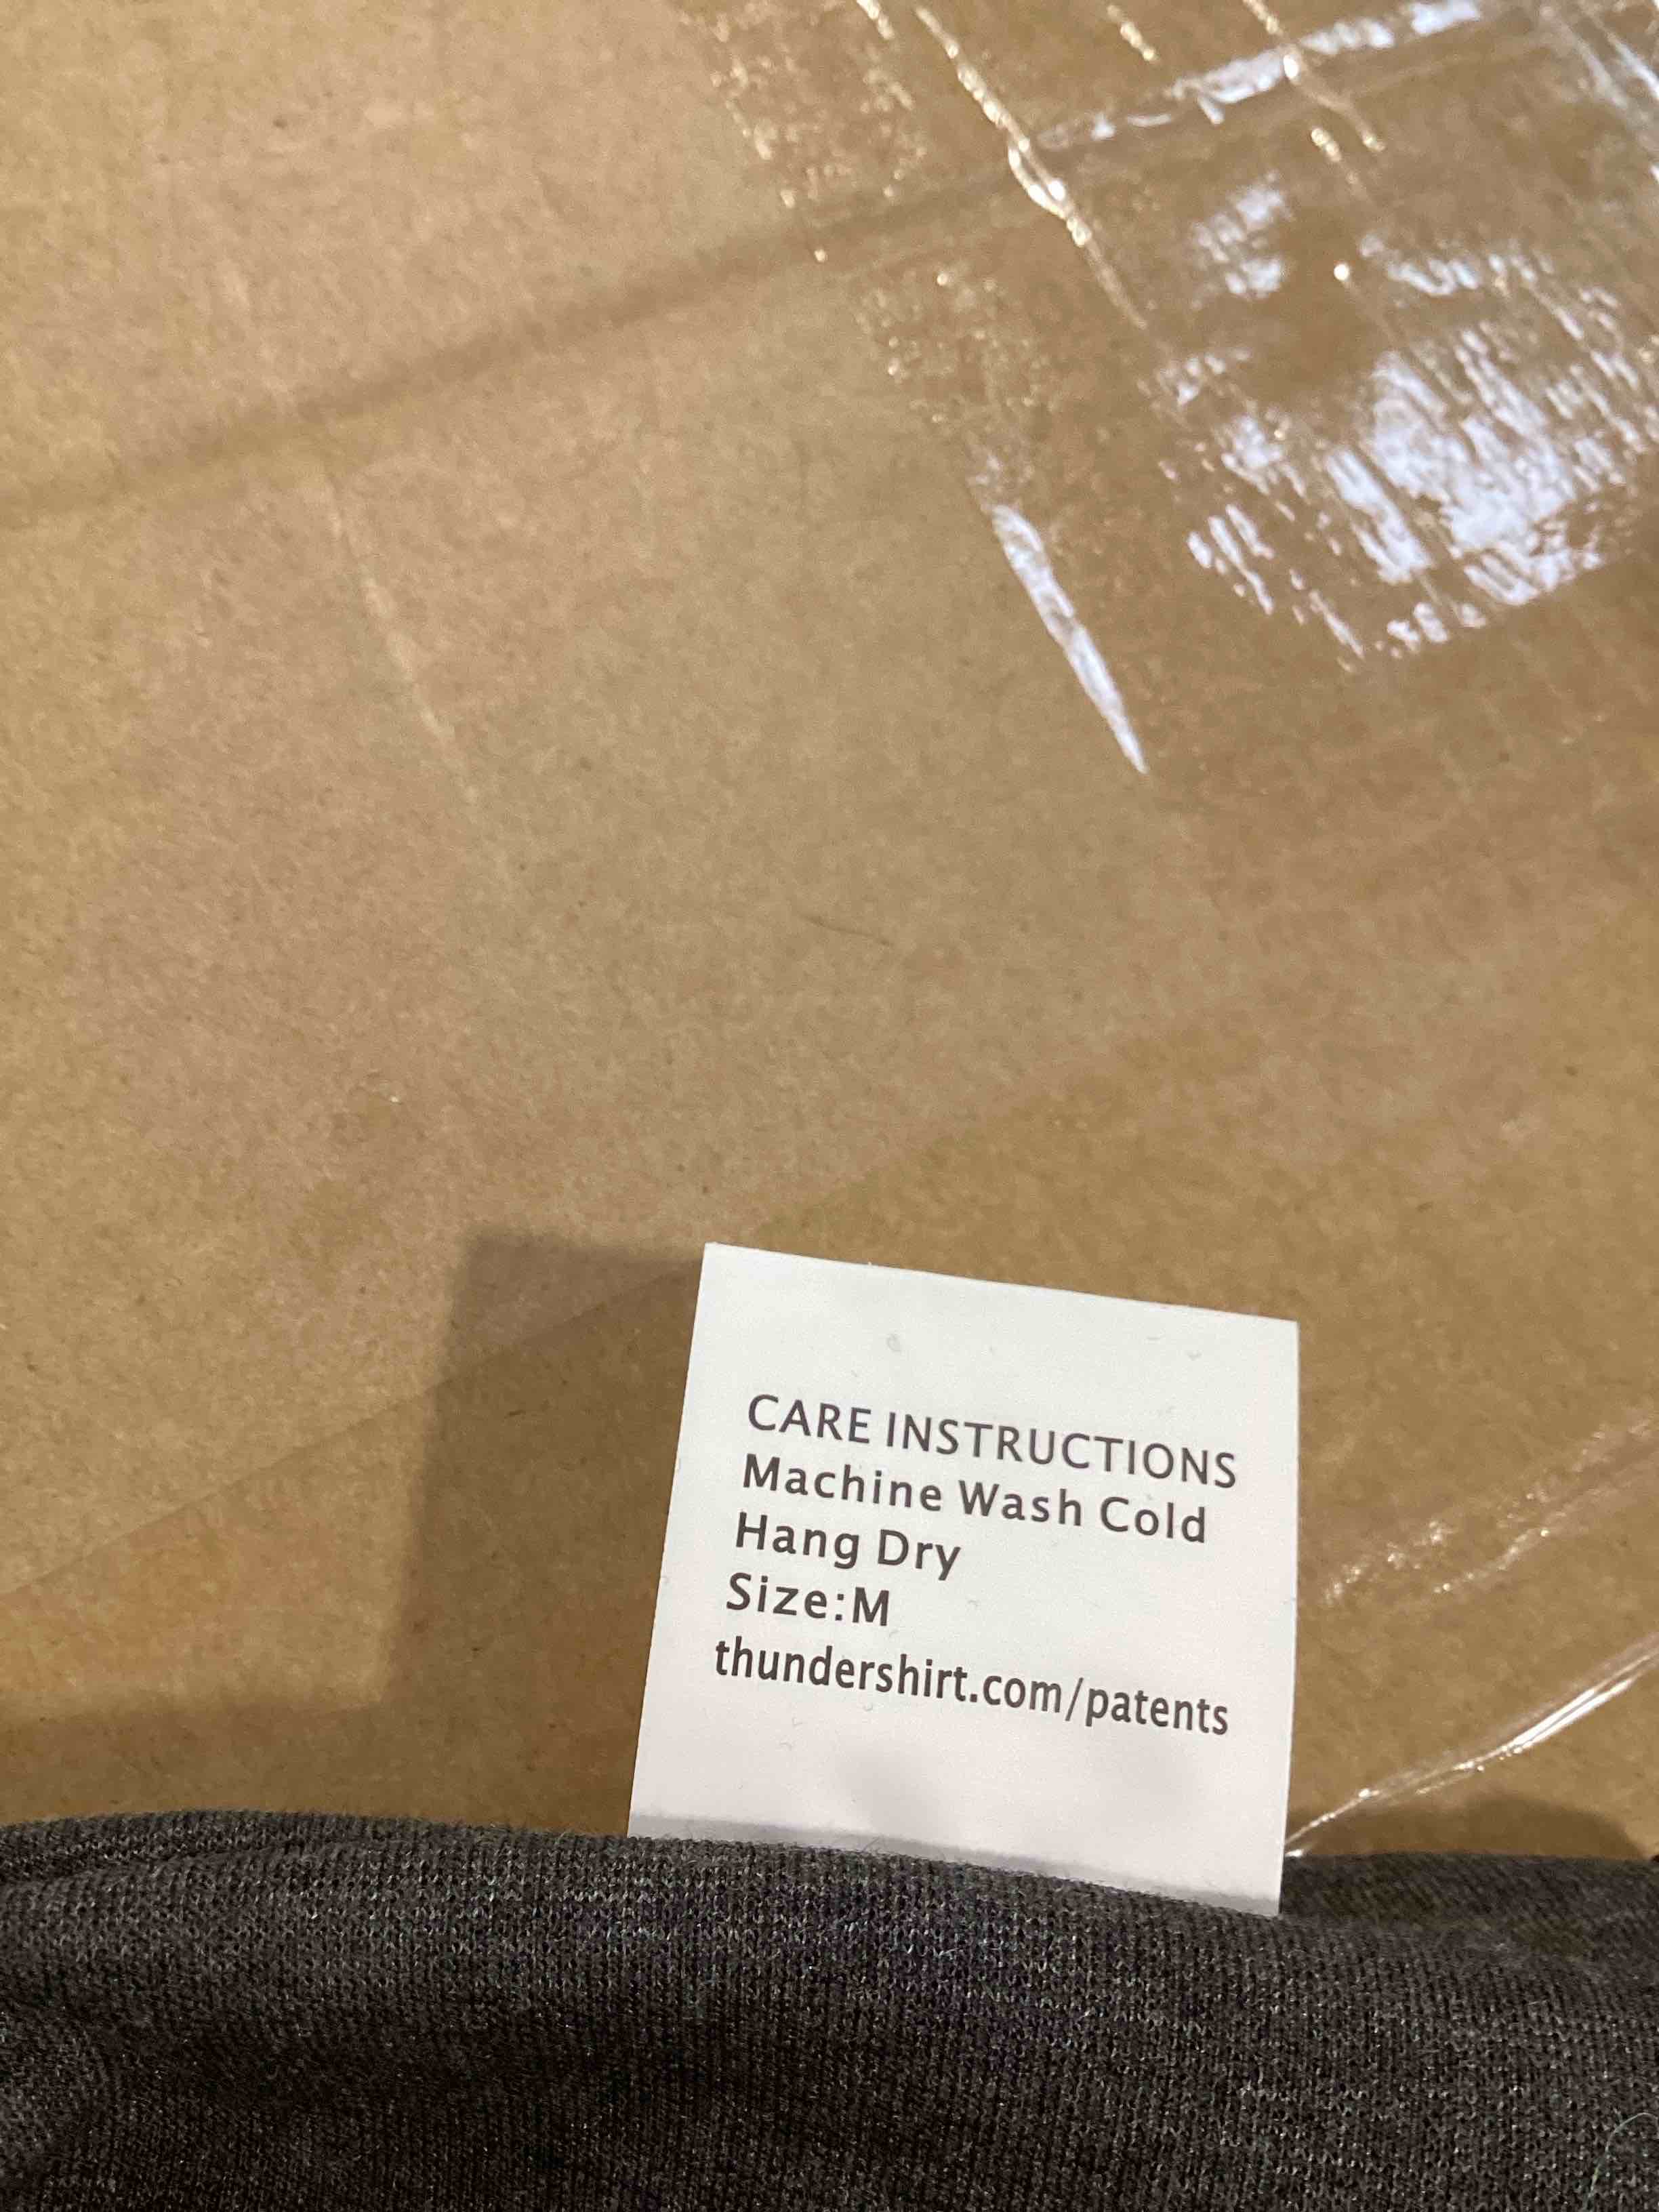 CARE INSTRUCTIONS
Machine Wash Cold
Hang Dry
Size:M
thundershirt.com/patents